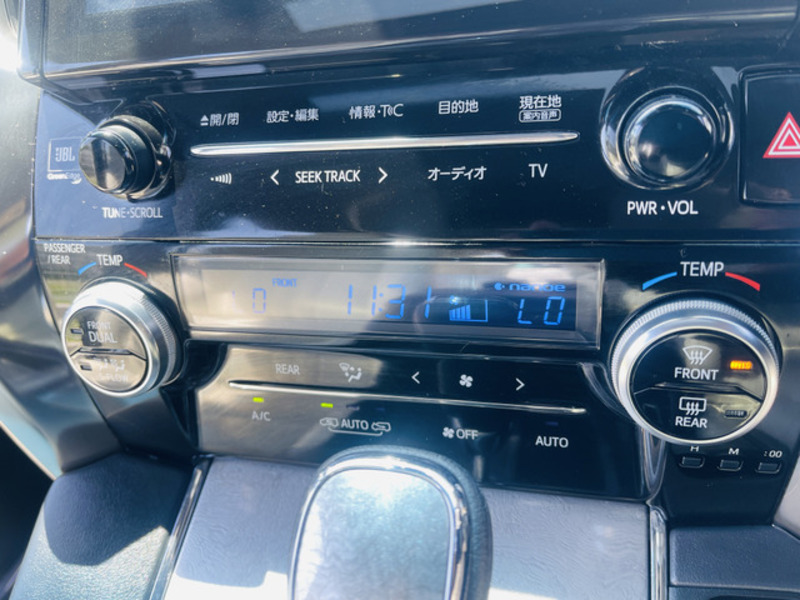 開/閉 設定・編集 情報・T℃ 目的地 現在地
案内音声
JBL
SEEK TRACK オーディオ TV
TUNE・SCROLL PWR・VOL
PASSENGER
/ REAR
TEMP TEMP
FRONT 11:31 nanoe
LO LO
FRONT
DUAL
FRONT
REAR
REAR
A/C AUTO OFF AUTO
H M :00